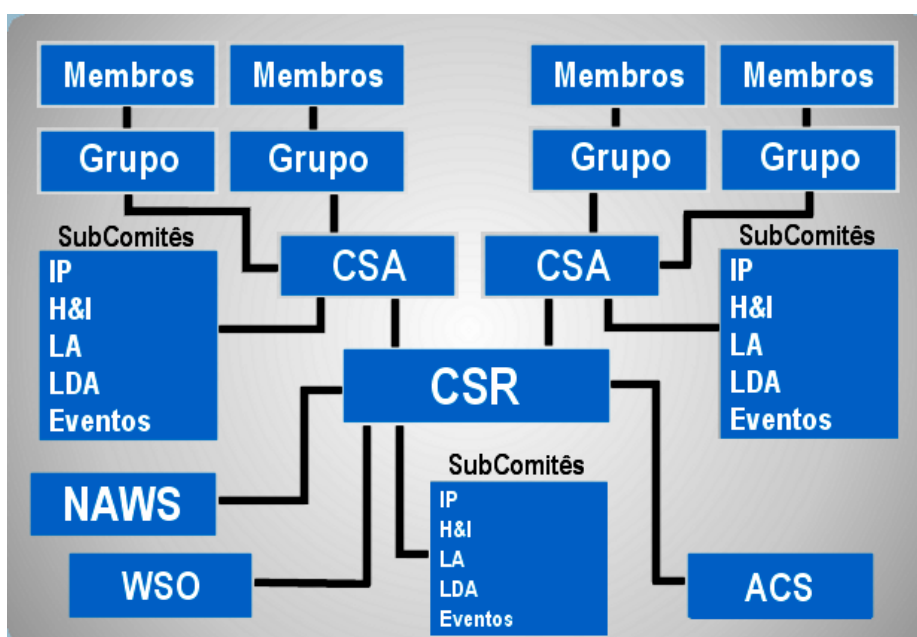 Membros
Membros
Membros
Membros
Grupo
Grupo
Grupo
Grupo
SubComitês
IP
H&I
LA
LDA
Eventos
CSA
CSA
SubComitês
IP
H&I
LA
LDA
Eventos
CSR
NAWS
WSO
SubComitês
IP
H&I
LA
LDA
Eventos
ACS